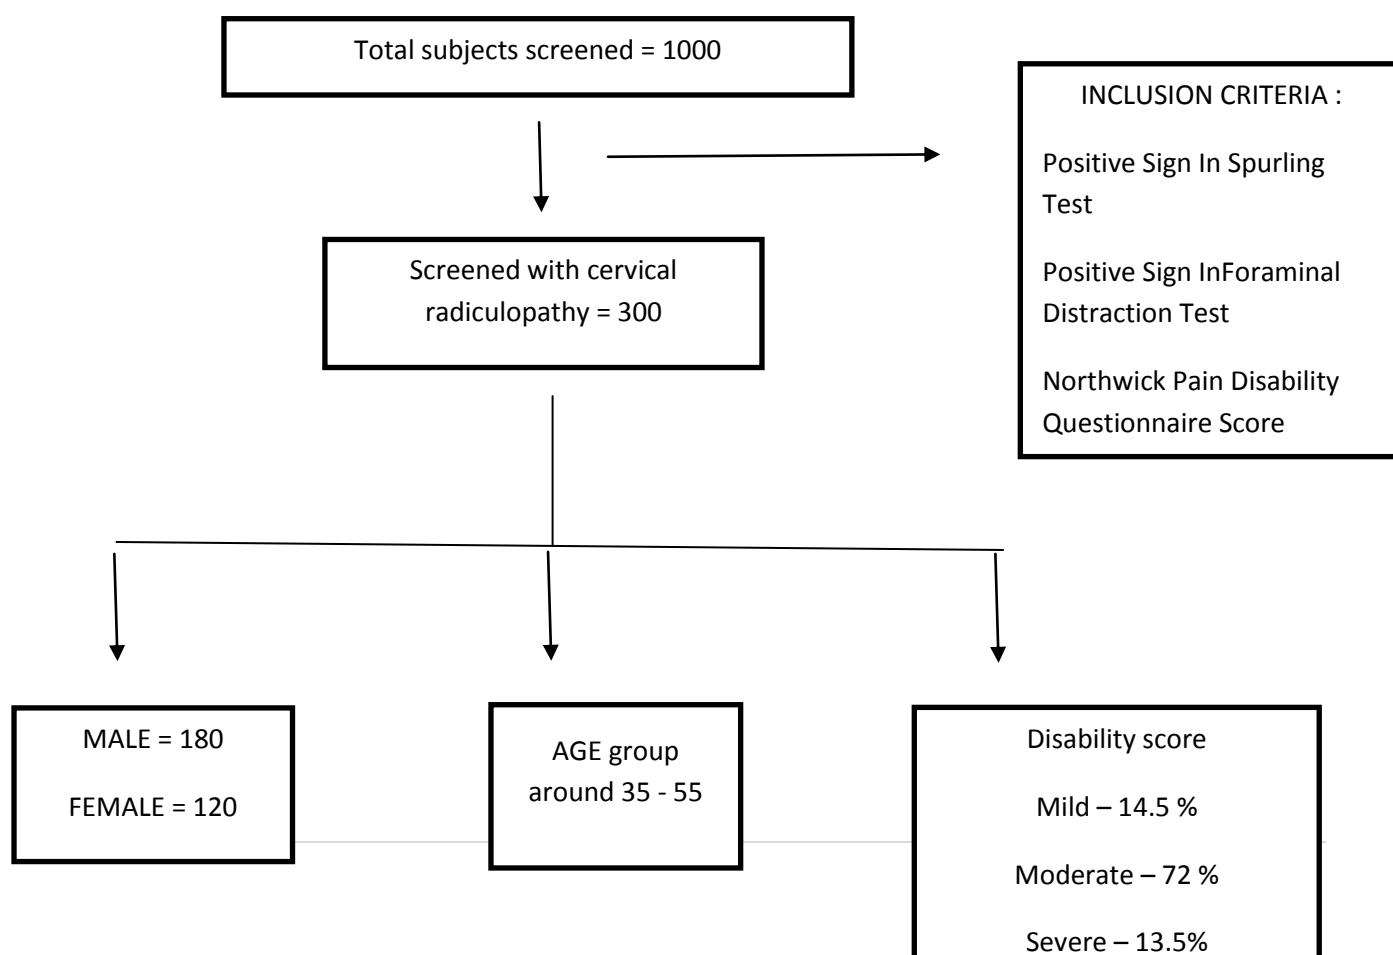 Total subjects screened = 1000
INCLUSION CRITERIA :
Positive Sign In Spurling
Test
Positive Sign InForaminal
Distraction Test
Northwick Pain Disability
Questionnaire Score
Screened with cervical
radiculopathy = 300
MALE = 180
FEMALE = 120
AGE group
around 35 - 55
Disability score
Mild – 14.5 %
Moderate – 72 %
Severe – 13.5%